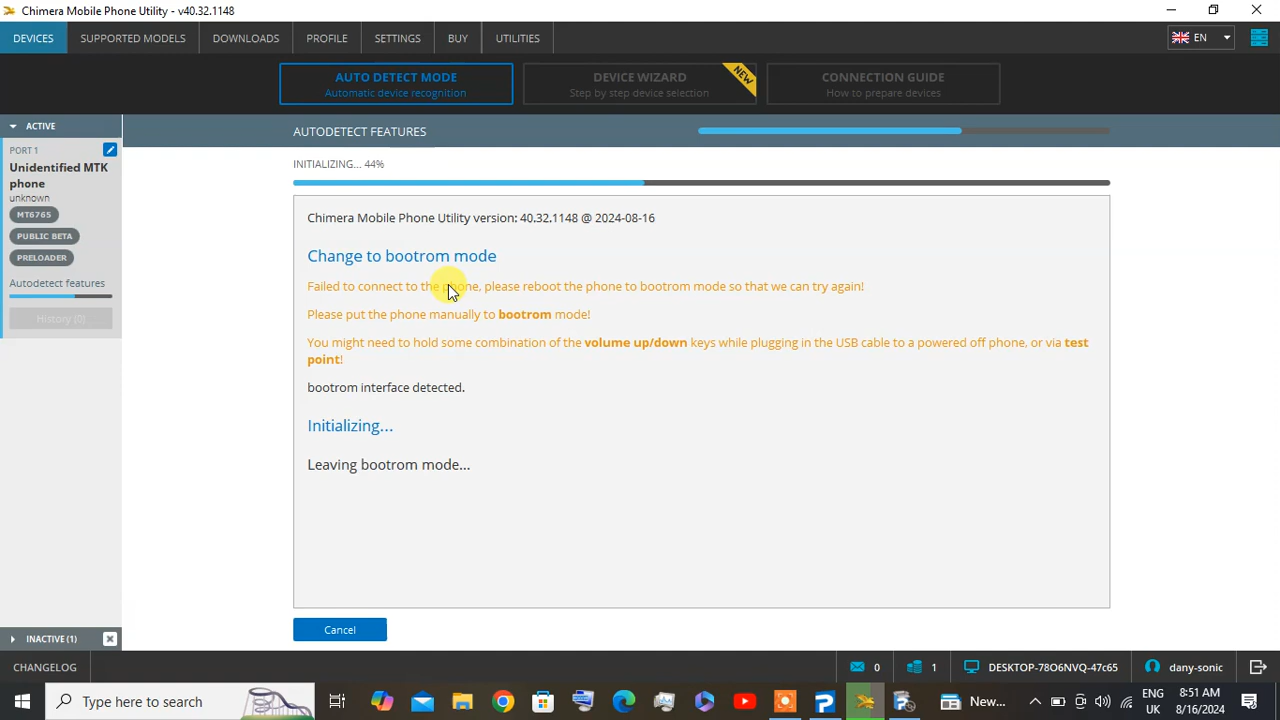 Chimera Mobile Phone Utility - v40.32.1148
DEVICES SUPPORTED MODELS DOWNLOADS PROFILE SETTINGS BUY UTILITIES EN
AUTO DETECT MODE
Automatic device recognition
DEVICE WIZARD
Step by step device selection
NEW
CONNECTION GUIDE
How to prepare devices
ACTIVE
PORT 1
Unidentified MTK
phone
unknown
MT6765
PUBLIC BETA
PRELOADER
Autodetect features
History (0)
AUTODETECT FEATURES
INITIALIZING... 44%
Chimera Mobile Phone Utility version: 40.32.1148 @ 2024-08-16
Change to bootrom mode
Failed to connect to the phone, please reboot the phone to bootrom mode so that we can try again!
Please put the phone manually to bootrom mode!
You might need to hold some combination of the volume up/down keys while plugging in the USB cable to a powered off phone, or via test
point!
bootrom interface detected.
Initializing...
Leaving bootrom mode...
Cancel
INACTIVE (1)
CHANGELOG 0 1 DESKTOP-78O6NVQ-47c65 dany-sonic
Type here to search
New...
ENG
UK
8:51 AM
8/16/2024